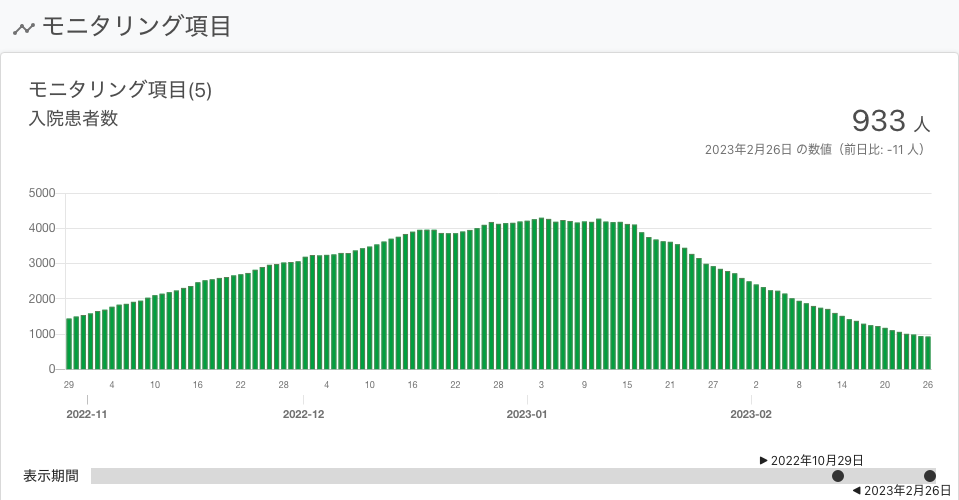 モニタリング項目
モニタリング項目(5)
入院患者数
933 人
2023年2月26日 の数値（前日比: -11 人）
5000
4000
3000
2000
1000
0
29 4 10 16 22 28 4 10 16 22 28 3 9 15 21 27 2 8 14 20 26
2022-11 2022-12 2023-01 2023-02
▶ 2022年10月29日
表示期間
◀ 2023年2月26日